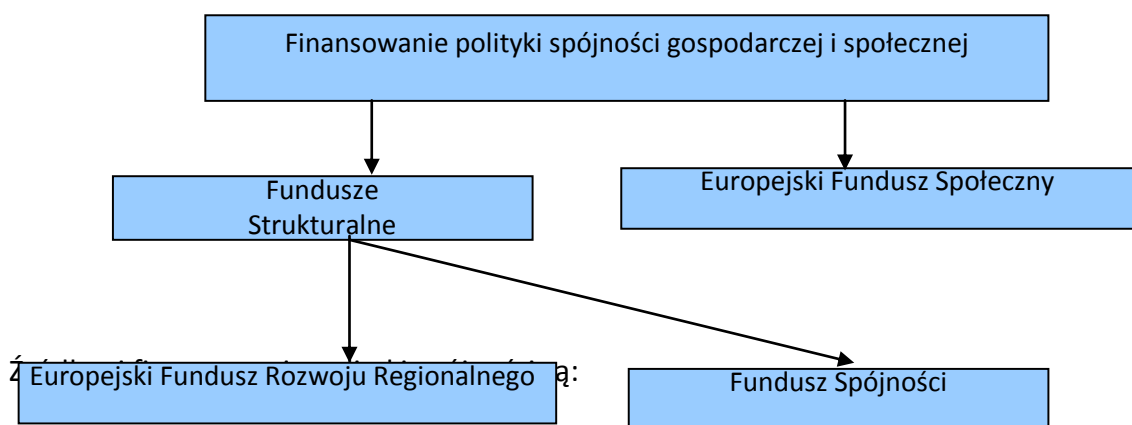 Finansowanie polityki spójności gospodarczej i społecznej
Fundusze
Strukturalne
Europejski Fundusz Społeczny
Europejski Fundusz Rozwoju Regionalnego
Fundusz Spójności